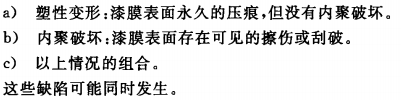 a) 塑性变形:漆膜表面永久的压痕,但没有内聚破坏。
b) 内聚破坏:漆膜表面存在可见的擦伤或刮破。
c) 以上情况的组合。
这些缺陷可能同时发生。